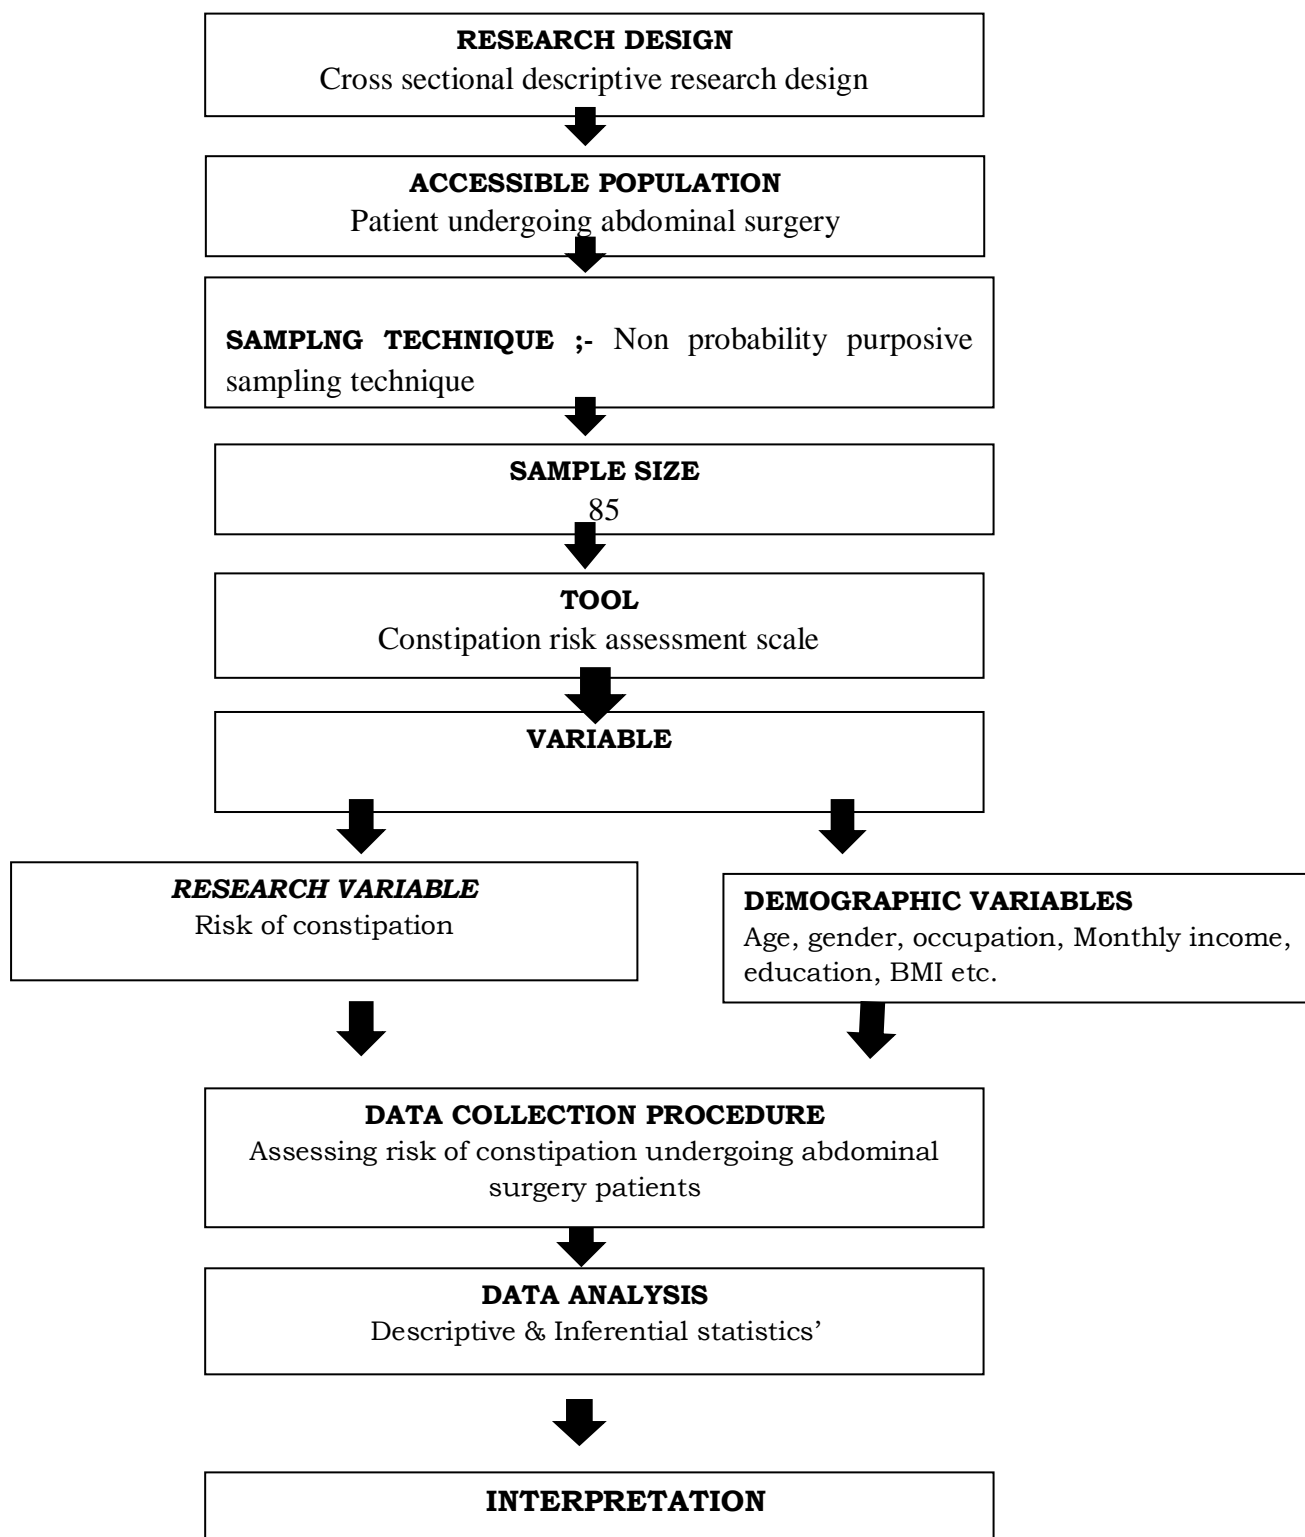 RESEARCH DESIGN
Cross sectional descriptive research design
ACCESSIBLE POPULATION
Patient undergoing abdominal surgery
SAMPLNG TECHNIQUE ;- Non probability purposive
sampling technique
SAMPLE SIZE
85
TOOL
Constipation risk assessment scale
VARIABLE
RESEARCH VARIABLE
Risk of constipation
DEMOGRAPHIC VARIABLES
Age, gender, occupation, Monthly income,
education, BMI etc.
DATA COLLECTION PROCEDURE
Assessing risk of constipation undergoing abdominal
surgery patients
DATA ANALYSIS
Descriptive & Inferential statistics’
INTERPRETATION